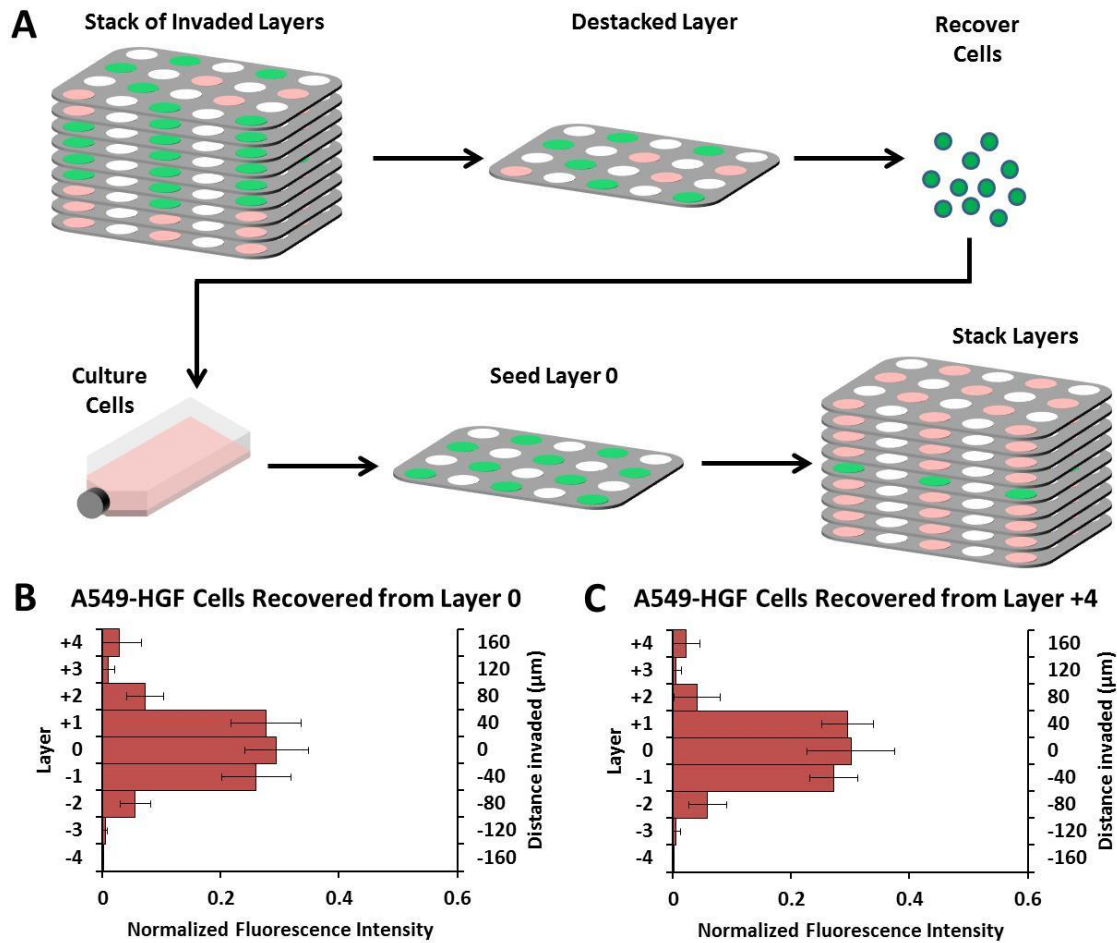 A
Stack of Invaded Layers
Destacked Layer
Recover
Cells
Culture
Cells
Seed Layer 0
Stack Layers
B
A549-HGF Cells Recovered from Layer 0
Layer
+4
+3
+2
+1
0
-1
-2
-3
-4
160
120
80
40
0
-40
-80
-120
-160
Distance invaded (µm)
0
0.2
0.4
0.6
Normalized Fluorescence Intensity
C
A549-HGF Cells Recovered from Layer +4
Layer
+4
+3
+2
+1
0
-1
-2
-3
-4
160
120
80
40
0
-40
-80
-120
-160
Distance invaded (µm)
0
0.2
0.4
0.6
Normalized Fluorescence Intensity